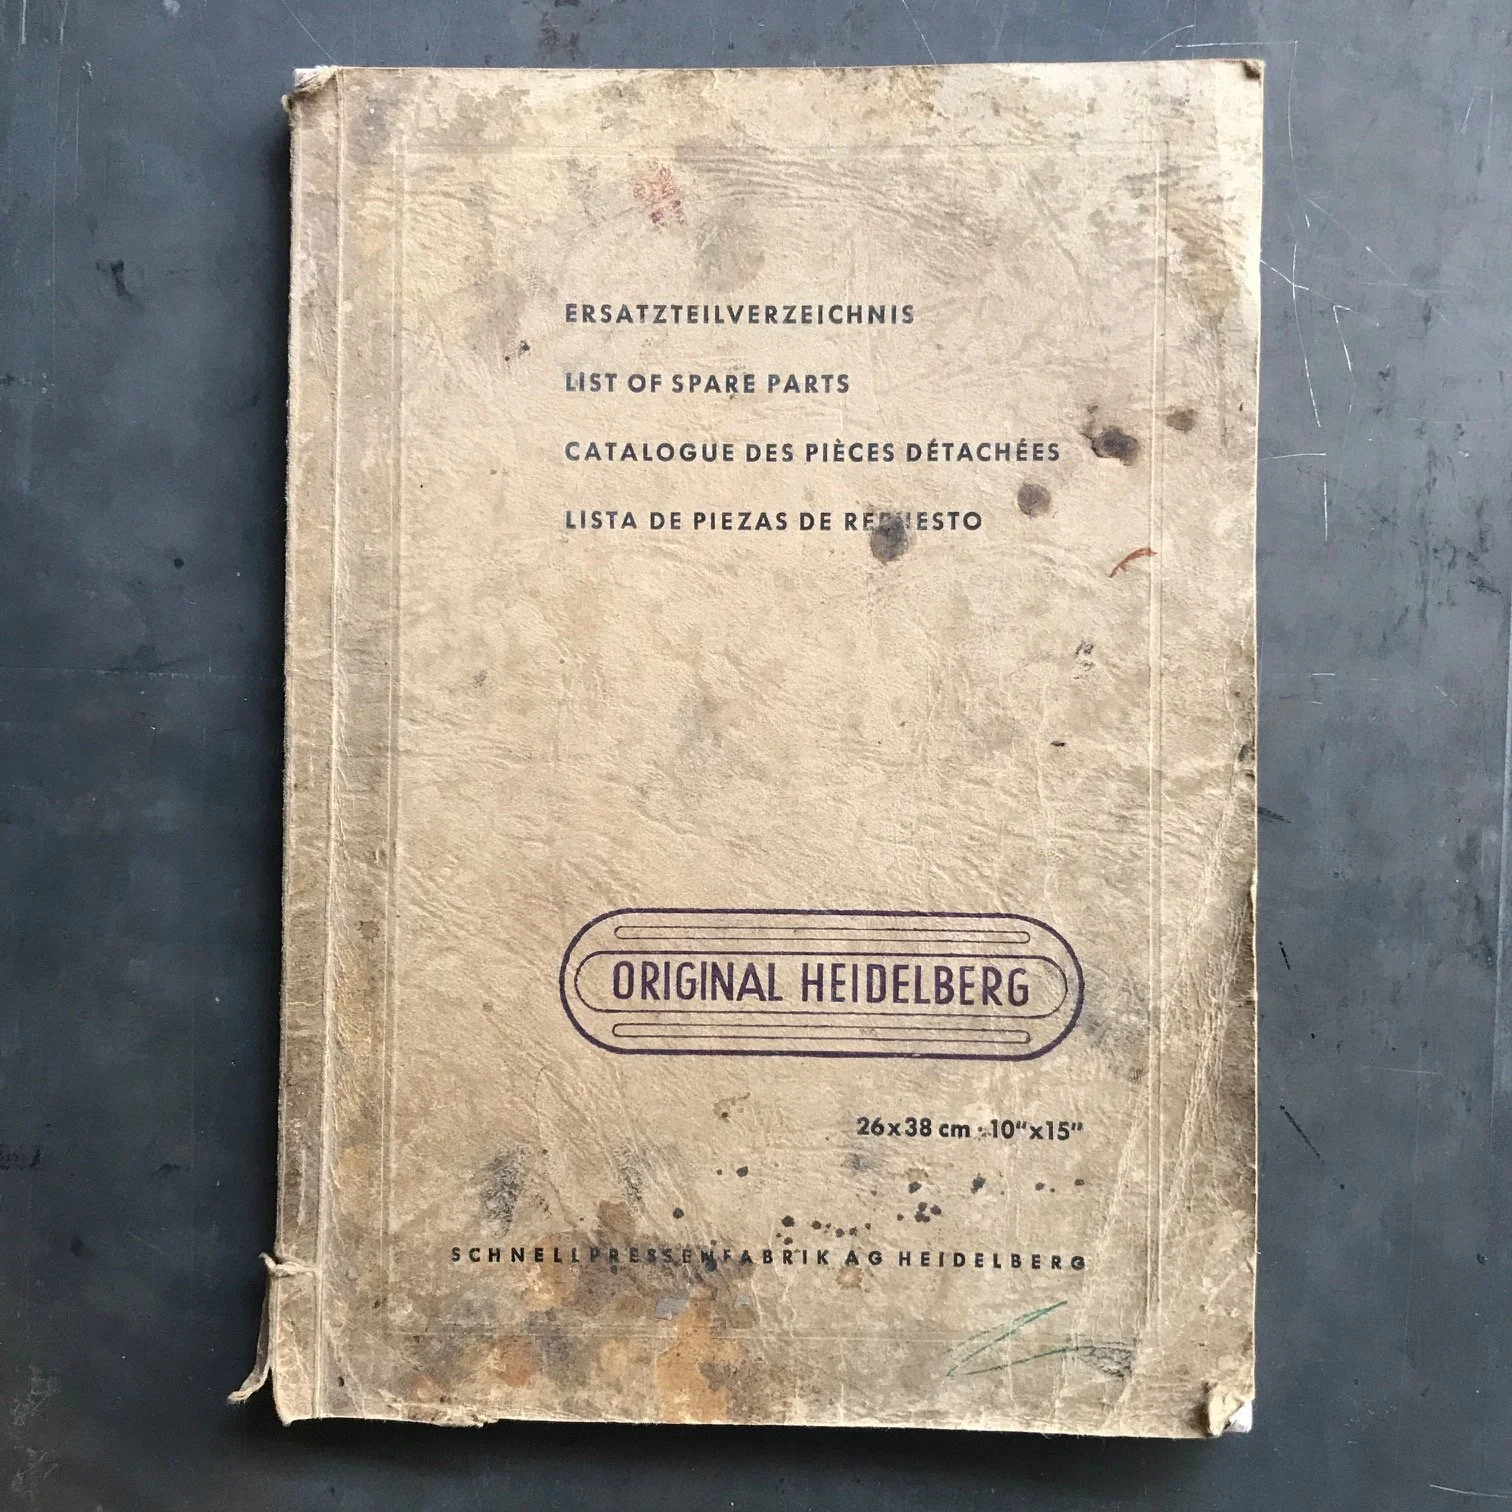 ERSATZTEILVERZEICHNIS
LIST OF SPARE PARTS
CATALOGUE DES PIÈCES DÉTACHÉES
LISTA DE PIEZAS DE REPUESTO
ORIGINAL HEIDELBERG
26x38 cm · 10"x15"
SCHNELLPRESSENFABRIK AG HEIDELBERG